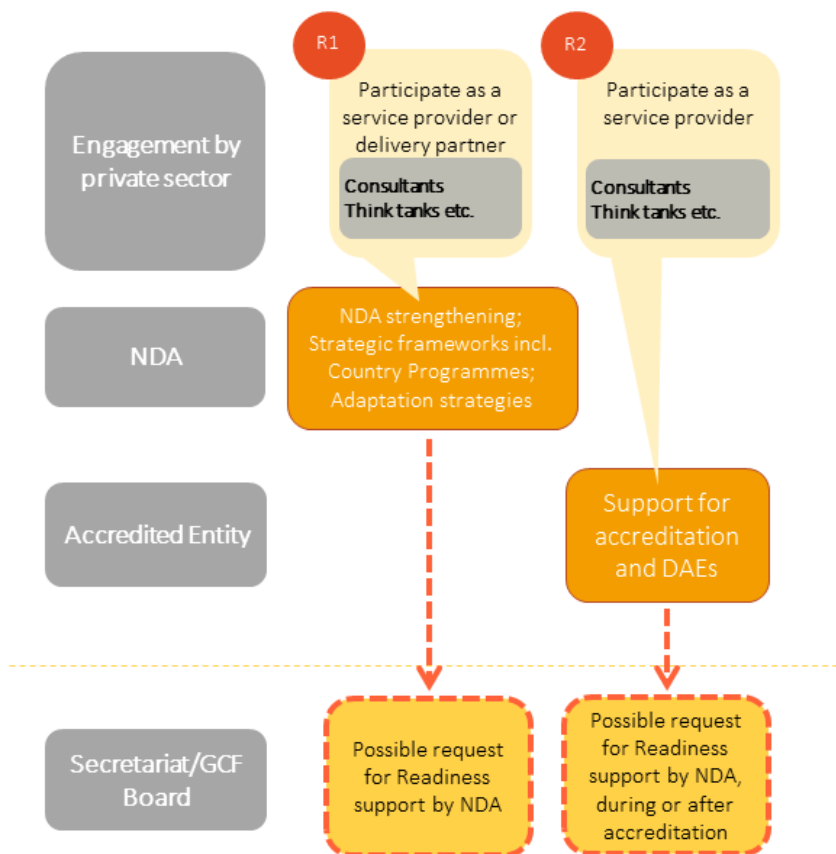 R1
R2
Engagement by
private sector
Participate as a
service provider or
delivery partner
Consultants
Think tanks etc.
Participate as a
service provider
Consultants
Think tanks etc.
NDA
NDA strengthening;
Strategic frameworks incl.
Country Programmes;
Adaptation strategies
Accredited Entity
Support for
accreditation
and DAEs
Secretariat/GCF
Board
Possible request
for Readiness
support by NDA
Possible request
for Readiness
support by NDA,
during or after
accreditation